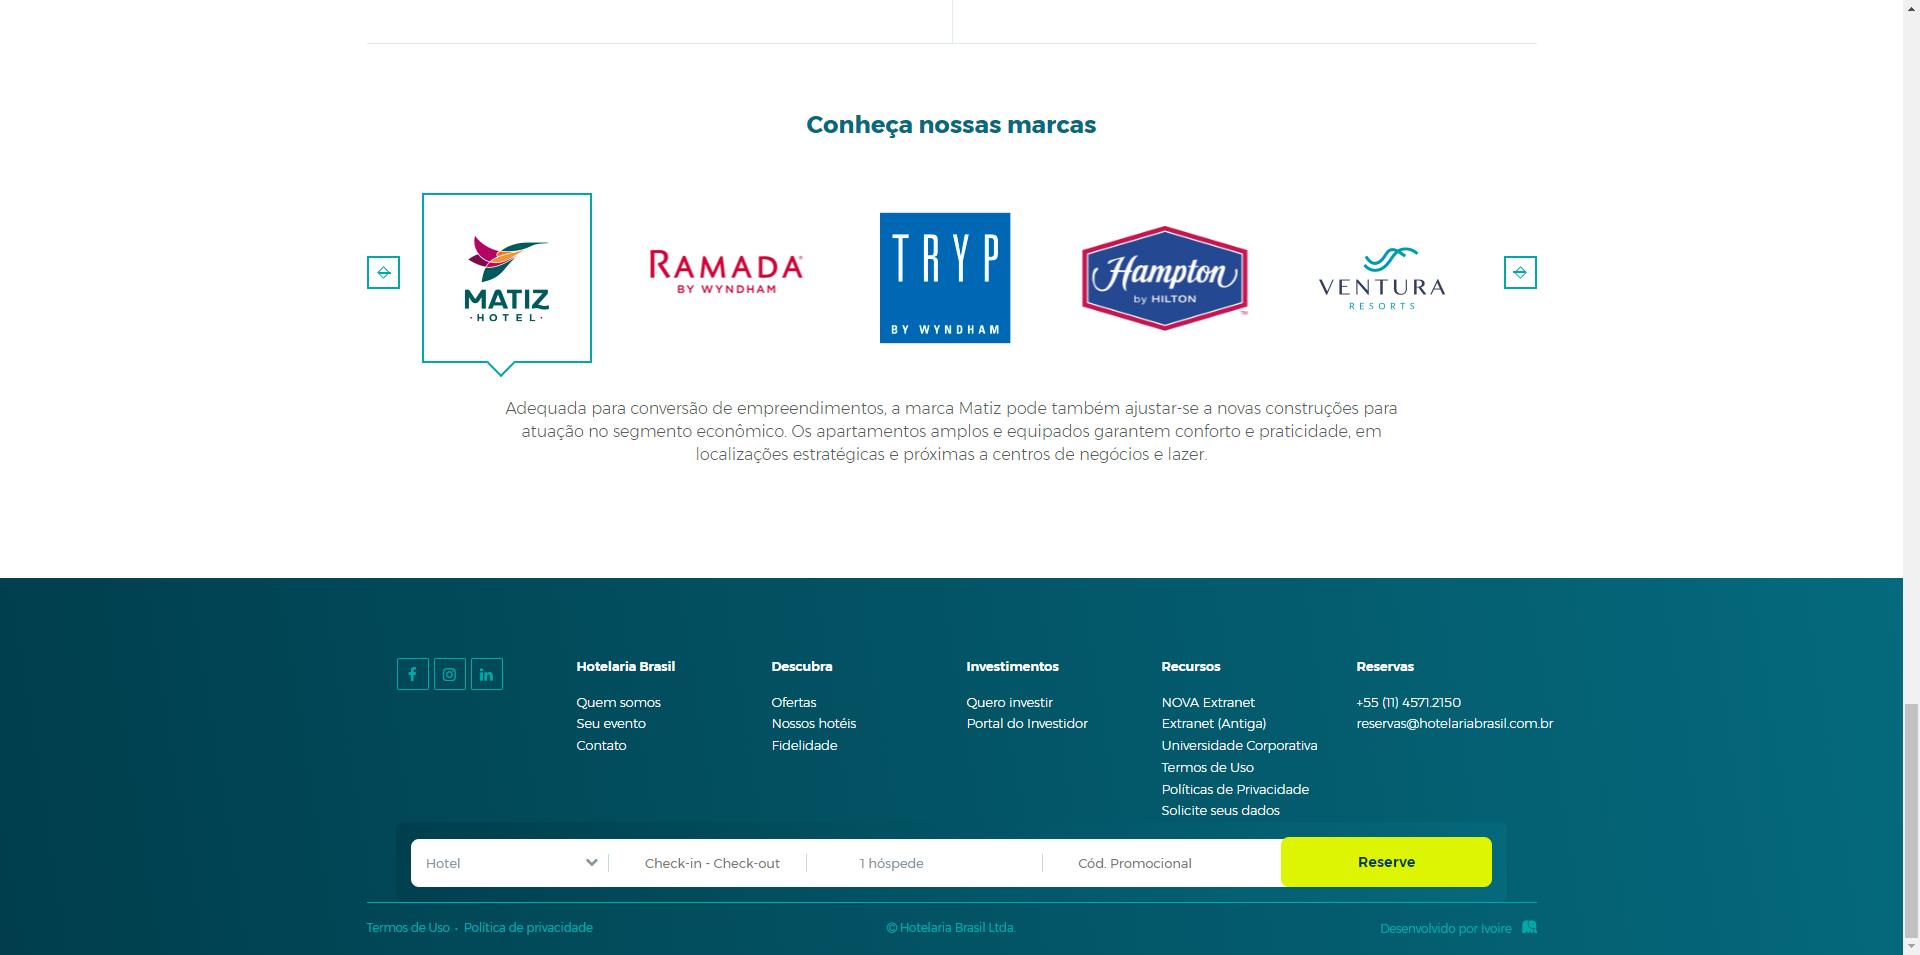 Conheça nossas marcas
MATIZ
·HOTEL·
RAMADA®
BY WYNDHAM
TRYP
BY WYNDHAM
Hampton
by HILTON
™
VENTURA
RESORTS
Adequada para conversão de empreendimentos, a marca Matiz pode também ajustar-se a novas construções para
atuação no segmento econômico. Os apartamentos amplos e equipados garantem conforto e praticidade, em
localizações estratégicas e próximas a centros de negócios e lazer.
Hotelaria Brasil
Quem somos
Seu evento
Contato
Descubra
Ofertas
Nossos hotéis
Fidelidade
Investimentos
Quero investir
Portal do Investidor
Recursos
NOVA Extranet
Extranet (Antiga)
Universidade Corporativa
Termos de Uso
Políticas de Privacidade
Solicite seus dados
Reservas
+55 (11) 4571.2150
reservas@hotelariabrasil.com.br
Hotel
Check-in - Check-out
1 hóspede
Cód. Promocional
Reserve
Termos de Uso · Política de privacidade
© Hotelaria Brasil Ltda.
Desenvolvido por Ivoire